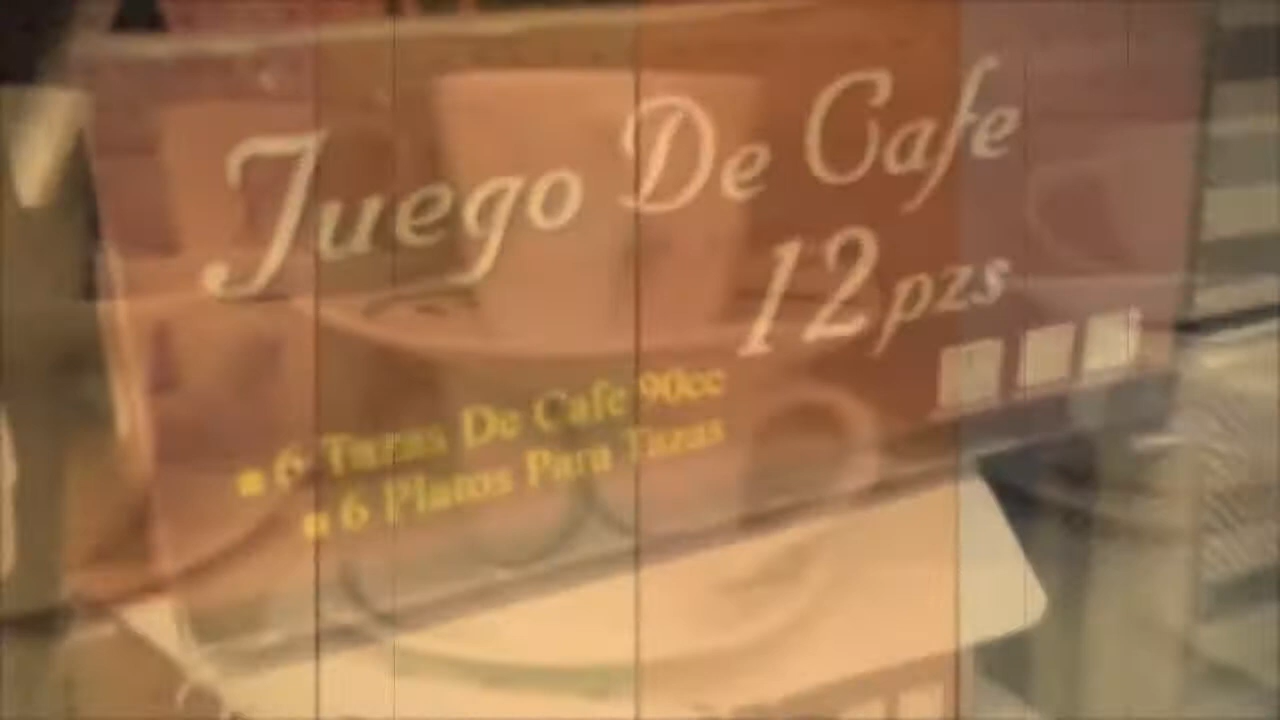 Juego De Cafe
12 pzs
▪ 6 Tazas De Cafe 90cc
▪ 6 Platos Para Tazas